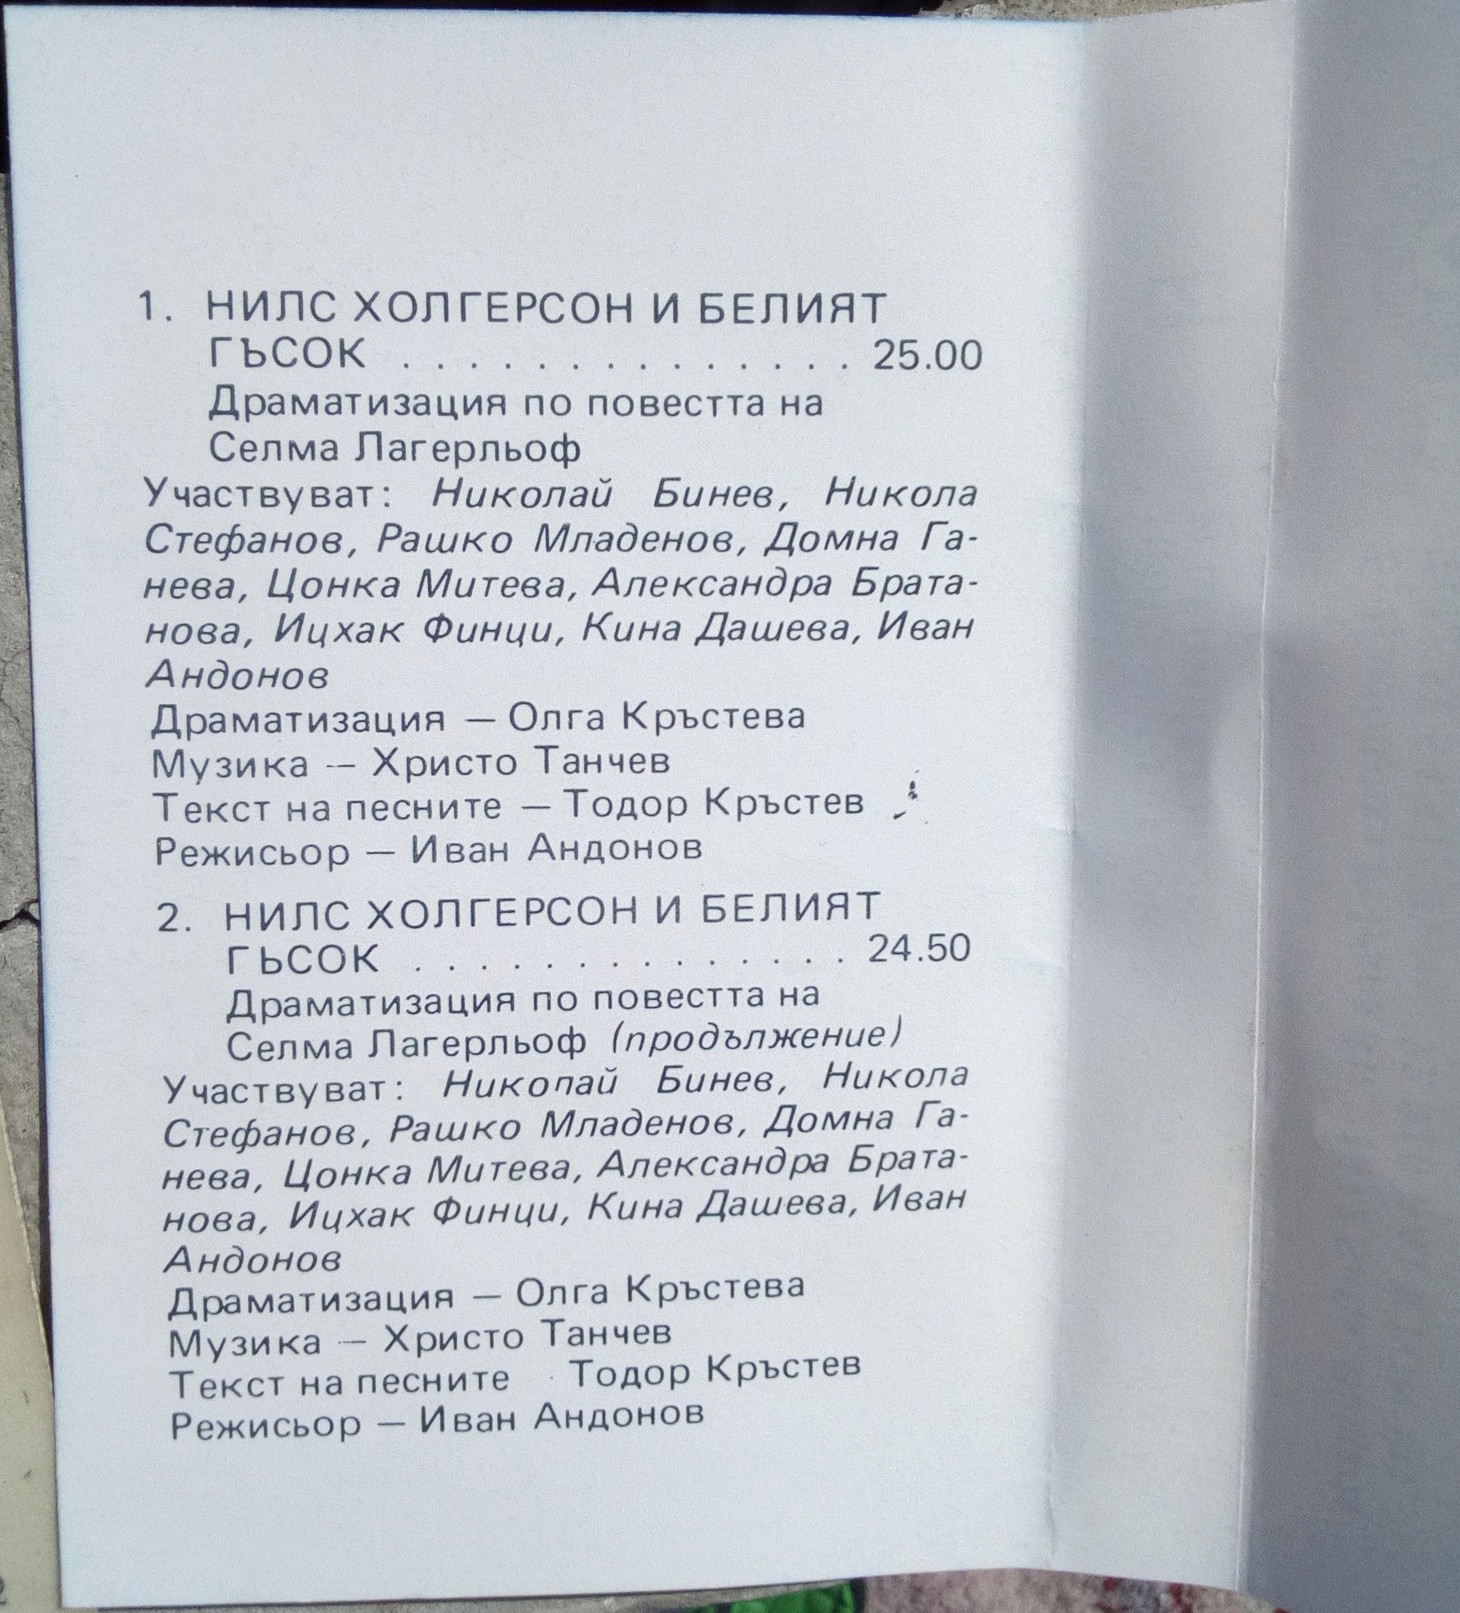 1. НИЛС ХОЛГЕРСОН И БЕЛИЯТ
ГЪСОК . . . . . . . . . . . . . . 25.00
Драматизация по повестта на
Селма Лагерльоф
Участвуват: Николай Бинев, Никола
Стефанов, Рашко Младенов, Домна Га-
нева, Цонка Митева, Александра Брата-
нова, Ицхак Финци, Кина Дашева, Иван
Андонов
Драматизация — Олга Кръстева
Музика — Христо Танчев
Текст на песните — Тодор Кръстев
Режисьор — Иван Андонов
2. НИЛС ХОЛГЕРСОН И БЕЛИЯТ
ГЪСОК . . . . . . . . . . . . . 24.50
Драматизация по повестта на
Селма Лагерльоф (продължение)
Участвуват: Николай Бинев, Никола
Стефанов, Рашко Младенов, Домна Га-
нева, Цонка Митева, Александра Брата-
нова, Ицхак Финци, Кина Дашева, Иван
Андонов
Драматизация — Олга Кръстева
Музика — Христо Танчев
Текст на песните Тодор Кръстев
Режисьор — Иван Андонов